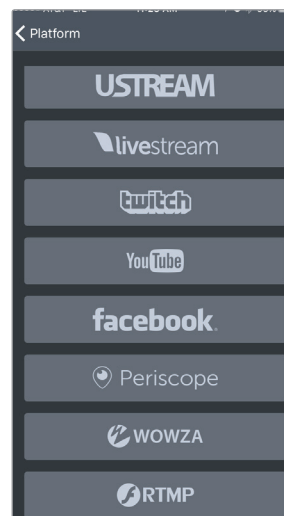 Platform
USTREAM
livestream
twitch
YouTube
facebook.
Periscope
WOWZA
RTMP